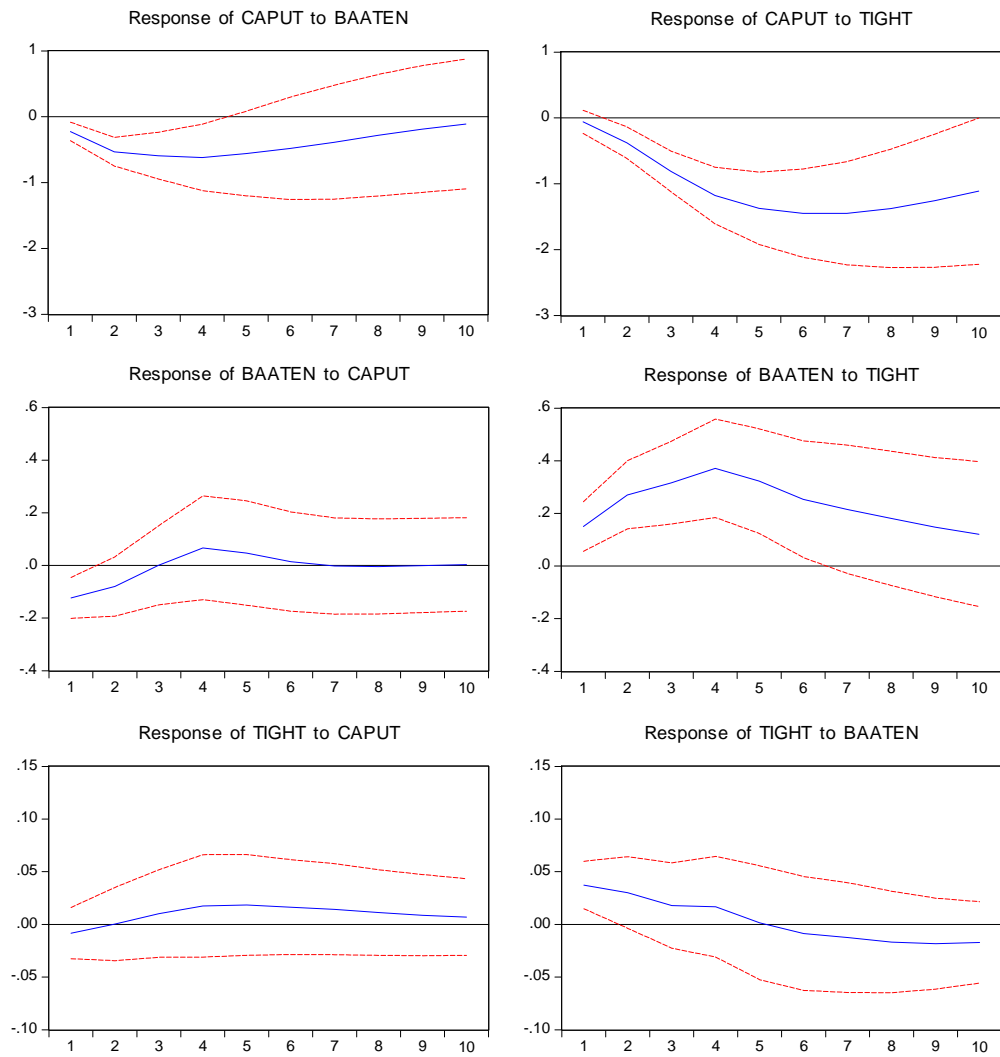 Response of CAPUT to BAATEN
1
0
-1
-2
-3
1 2 3 4 5 6 7 8 9 10
Response of CAPUT to TIGHT
1
0
-1
-2
-3
1 2 3 4 5 6 7 8 9 10
Response of BAATEN to CAPUT
.6
.4
.2
.0
-.2
-.4
1 2 3 4 5 6 7 8 9 10
Response of BAATEN to TIGHT
.6
.4
.2
.0
-.2
-.4
1 2 3 4 5 6 7 8 9 10
Response of TIGHT to CAPUT
.15
.10
.05
.00
-.05
-.10
1 2 3 4 5 6 7 8 9 10
Response of TIGHT to BAATEN
.15
.10
.05
.00
-.05
-.10
1 2 3 4 5 6 7 8 9 10